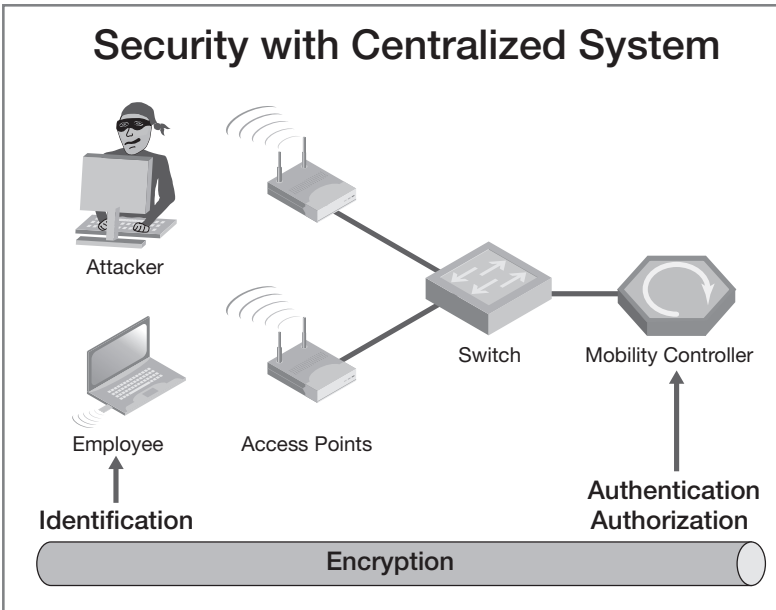 Security with Centralized System
Attacker
Switch
Mobility Controller
Employee
Access Points
Identification
Authentication
Authorization
Encryption